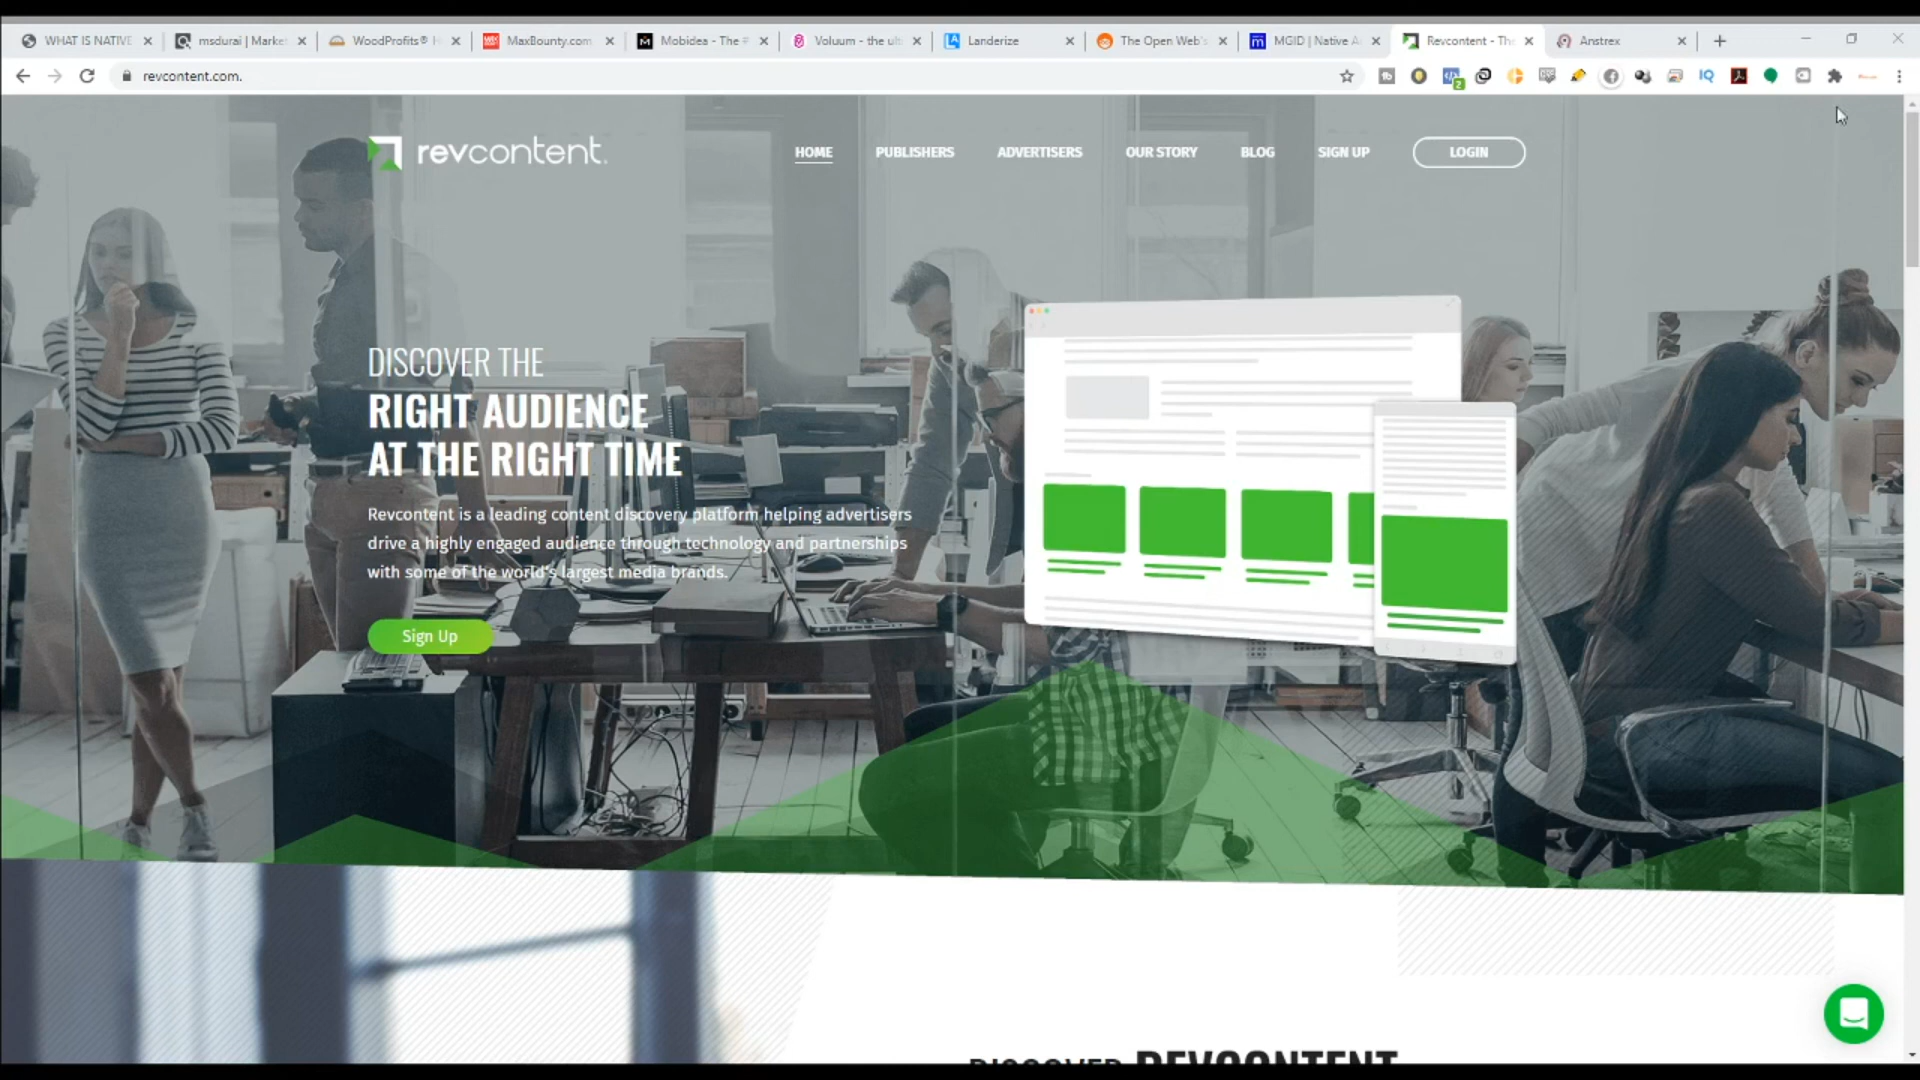 WHAT IS NATIVE
msdurai | Market
WoodProfits®
MaxBounty.com
Mobidea - The
Voluum - the ul
Landerize
The Open Web's
MGID | Native A
Revcontent - The
Anstrex
revcontent.com.
revcontent.
HOME
PUBLISHERS
ADVERTISERS
OUR STORY
BLOG
SIGN UP
LOGIN
DISCOVER THE
RIGHT AUDIENCE
AT THE RIGHT TIME
Revcontent is a leading content discovery platform helping advertisers
drive a highly engaged audience through technology and partnerships
with some of the world's largest media brands.
Sign Up
DISCOVER REVCONTENT